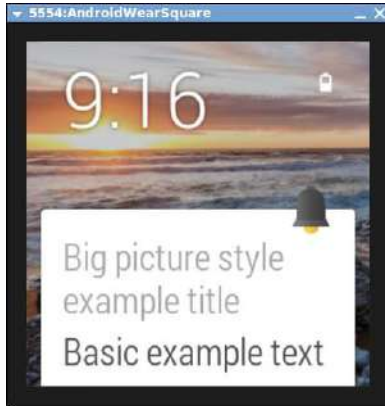 5554:AndroidWearSquare
9:16
Big picture style
example title
Basic example text